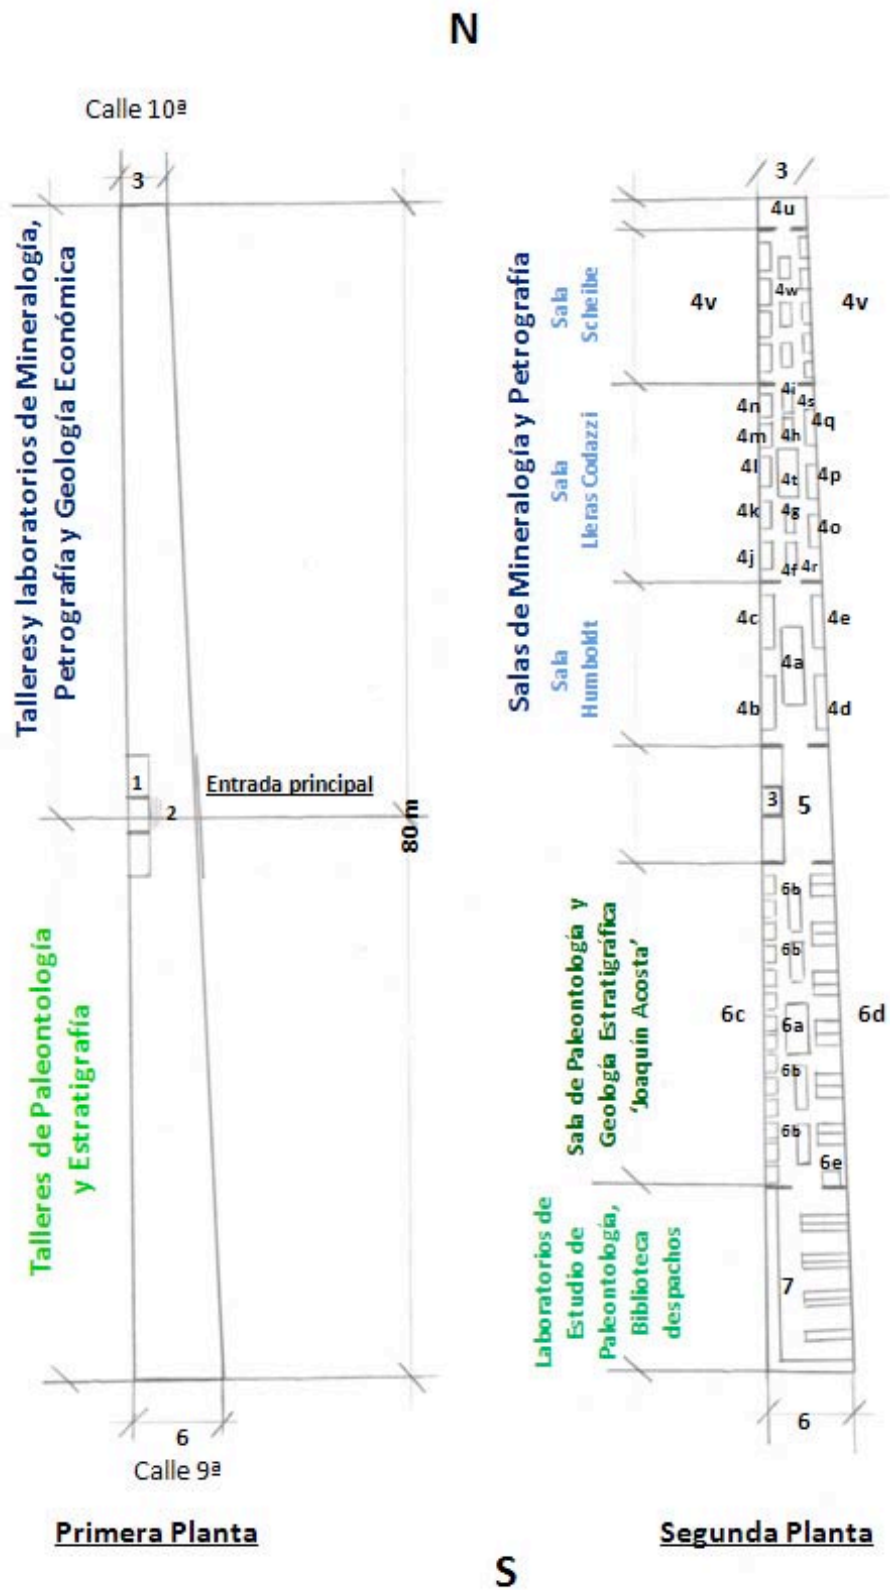 N
Calle 10ª
3
Talleres y laboratorios de Mineralogía,
Petrografía y Geología Económica
1
2
Entrada principal
80 m
Talleres de Paleontología
y Estratigrafía
6
Calle 9ª
Primera Planta
3
4u
Salas de Mineralogía y Petrografía
Sala
Scheibe
4v
4w
4v
4i
4n
4s
4q
4m
4h
Sala
Lleras Codazzi
4l
4t
4p
4k
4g
4o
4j
4f
4r
Sala
Humboldt
4c
4e
4a
4b
4d
3
5
Sala de Paleontología y
Geología Estratigráfica
'Joaquín Acosta'
6b
6b
6c
6a
6d
6b
6b
6e
Laboratorios de
Estudio de
Paleontología,
Biblioteca
despachos
7
6
Segunda Planta
S